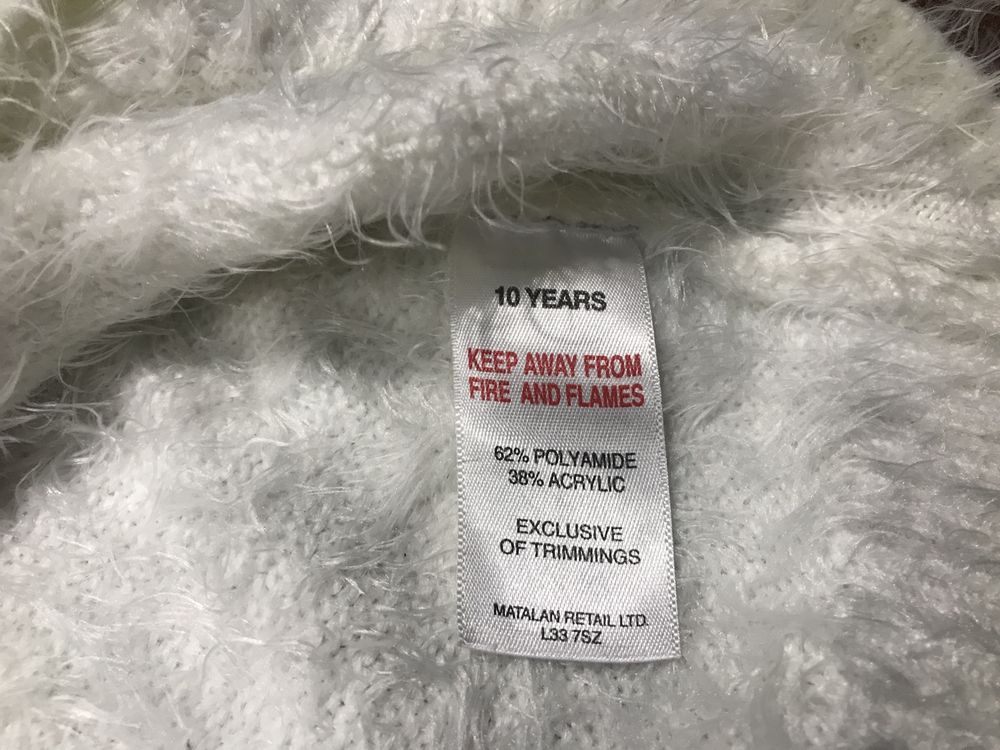 10 YEARS
KEEP AWAY FROM
FIRE AND FLAMES
62% POLYAMIDE
38% ACRYLIC
EXCLUSIVE
OF TRIMMINGS
MATALAN RETAIL LTD.
L33 7SZ